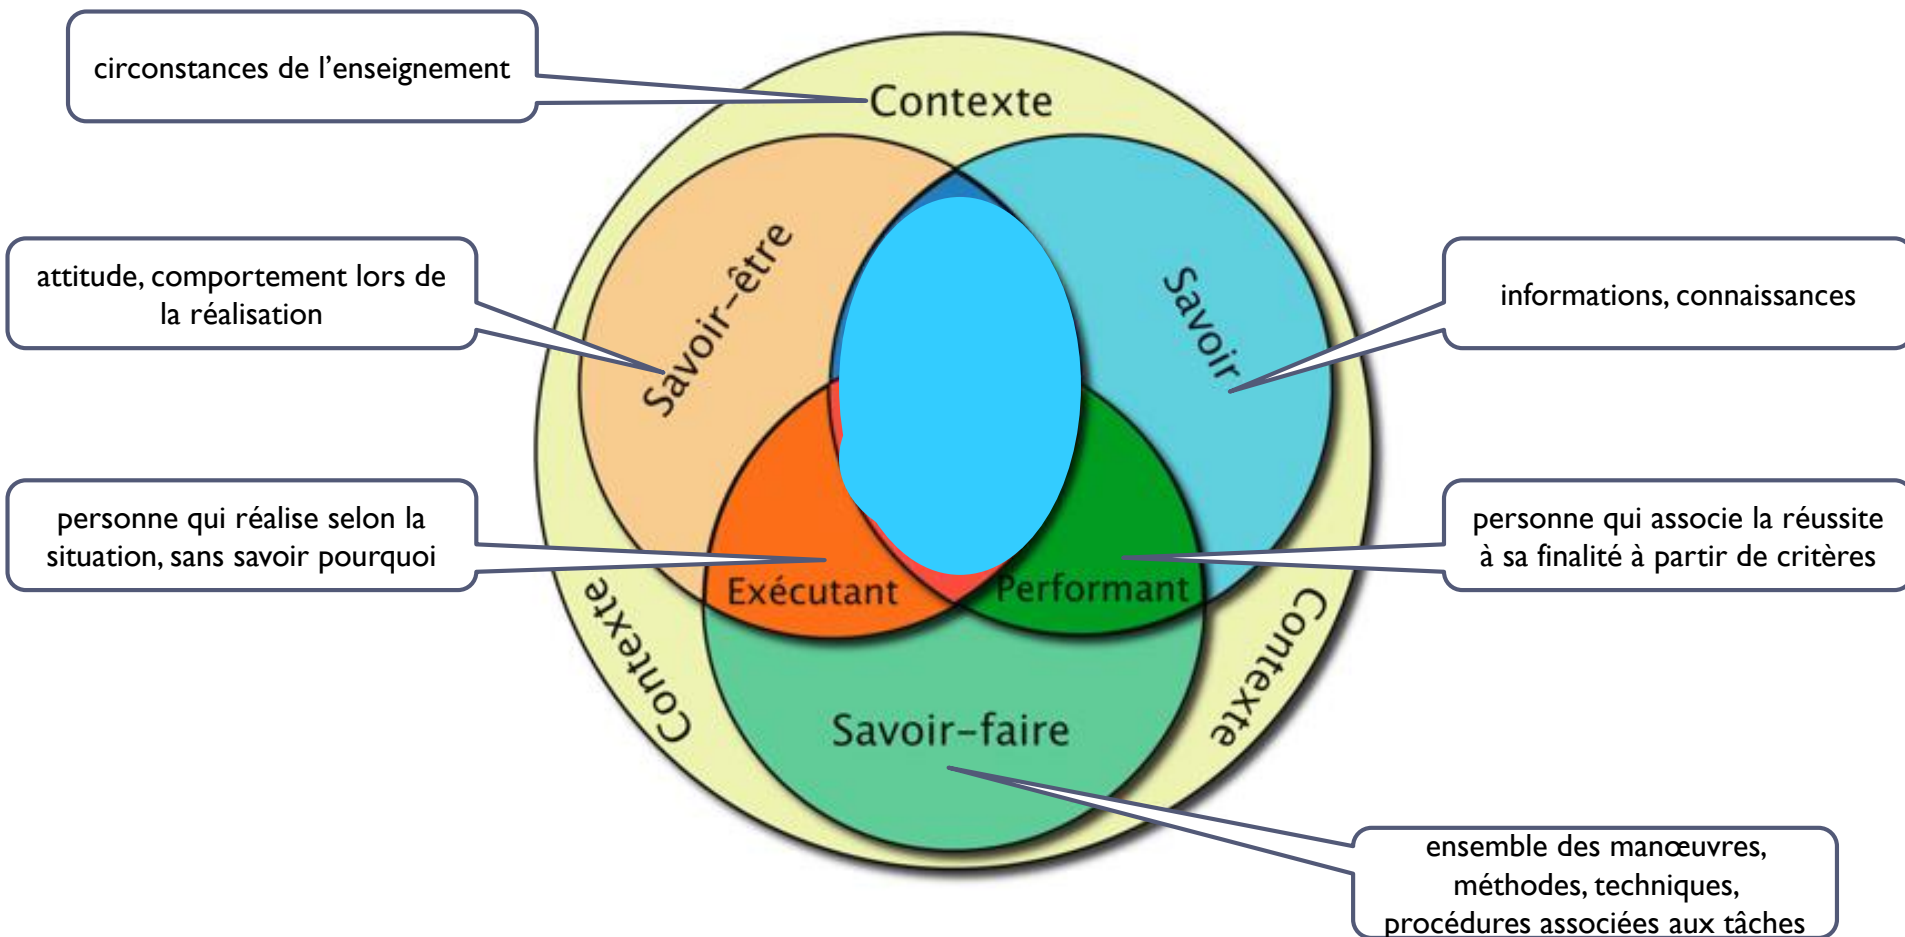 circonstances de l’enseignement
Contexte
attitude, comportement lors de
la réalisation
Savoir-être
Savoir
informations, connaissances
personne qui réalise selon la
situation, sans savoir pourquoi
personne qui associe la réussite
à sa finalité à partir de critères
Exécutant
Performant
Contexte
Contexte
Savoir-faire
ensemble des manœuvres,
méthodes, techniques,
procédures associées aux tâches